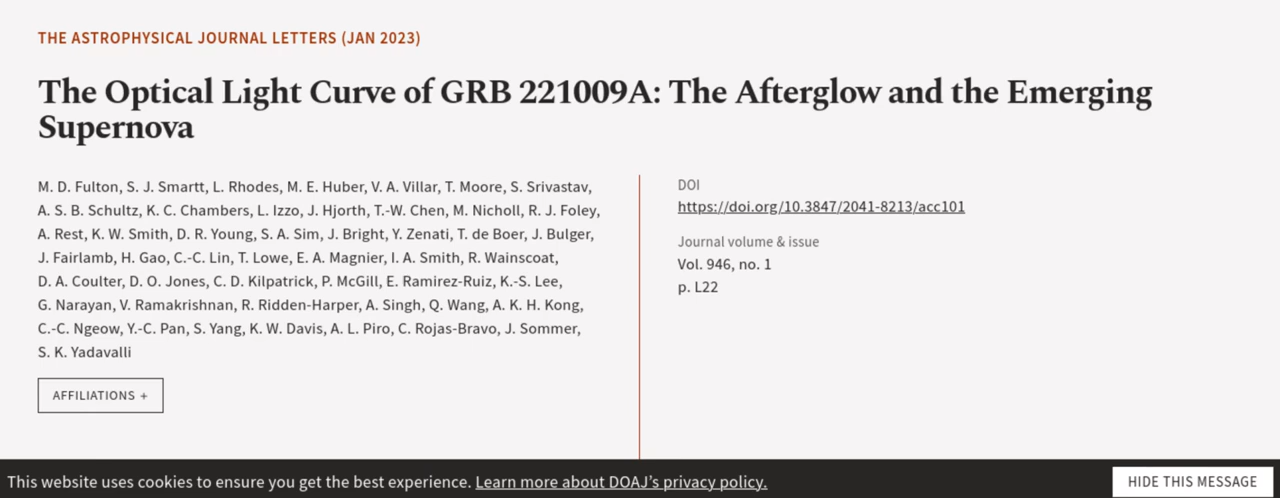 THE ASTROPHYSICAL JOURNAL LETTERS (JAN 2023)
The Optical Light Curve of GRB 221009A: The Afterglow and the Emerging
Supernova
M. D. Fulton, S. J. Smartt, L. Rhodes, M. E. Huber, V. A. Villar, T. Moore, S. Srivastav,
A. S. B. Schultz, K. C. Chambers, L. Izzo, J. Hjorth, T.-W. Chen, M. Nicholl, R. J. Foley,
A. Rest, K. W. Smith, D. R. Young, S. A. Sim, J. Bright, Y. Zenati, T. de Boer, J. Bulger,
J. Fairlamb, H. Gao, C.-C. Lin, T. Lowe, E. A. Magnier, I. A. Smith, R. Wainscoat,
D. A. Coulter, D. O. Jones, C. D. Kilpatrick, P. McGill, E. Ramirez-Ruiz, K.-S. Lee,
G. Narayan, V. Ramakrishnan, R. Ridden-Harper, A. Singh, Q. Wang, A. K. H. Kong,
C.-C. Ngeow, Y.-C. Pan, S. Yang, K. W. Davis, A. L. Piro, C. Rojas-Bravo, J. Sommer,
S. K. Yadavalli
AFFILIATIONS +
DOI
https://doi.org/10.3847/2041-8213/acc101
Journal volume & issue
Vol. 946, no. 1
p. L22
This website uses cookies to ensure you get the best experience. Learn more about DOAJ's privacy policy.
HIDE THIS MESSAGE